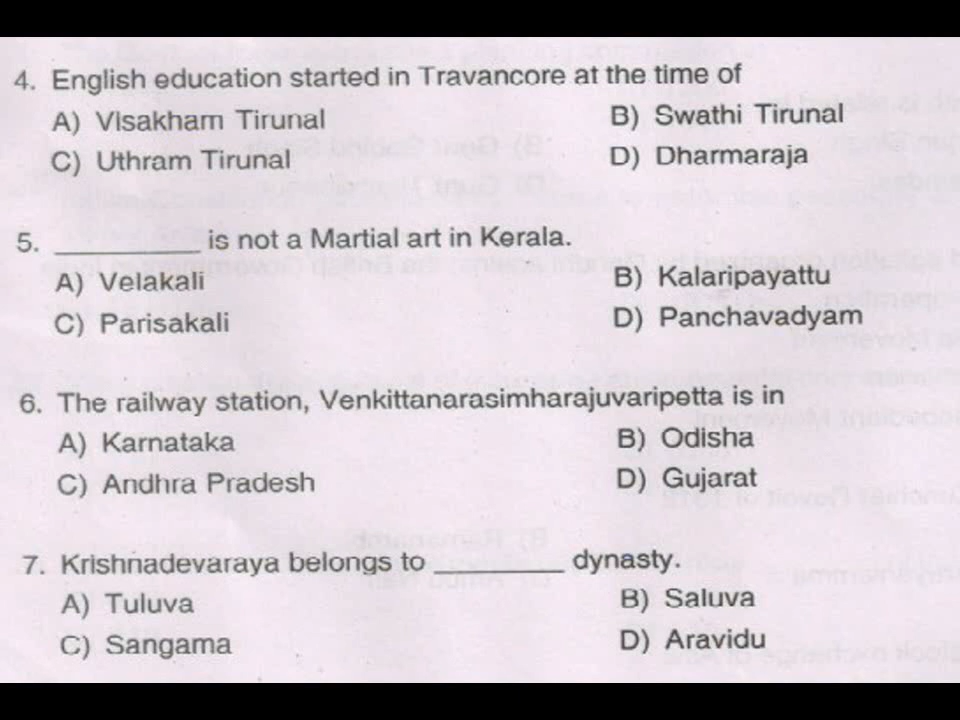 4. English education started in Travancore at the time of
A) Visakham Tirunal B) Swathi Tirunal
C) Uthram Tirunal D) Dharmaraja
5. __________ is not a Martial art in Kerala.
A) Velakali B) Kalaripayattu
C) Parisakali D) Panchavadyam
6. The railway station, Venkittanarasimharajuvaripetta is in
A) Karnataka B) Odisha
C) Andhra Pradesh D) Gujarat
7. Krishnadevaraya belongs to _________ dynasty.
A) Tuluva B) Saluva
C) Sangama D) Aravidu